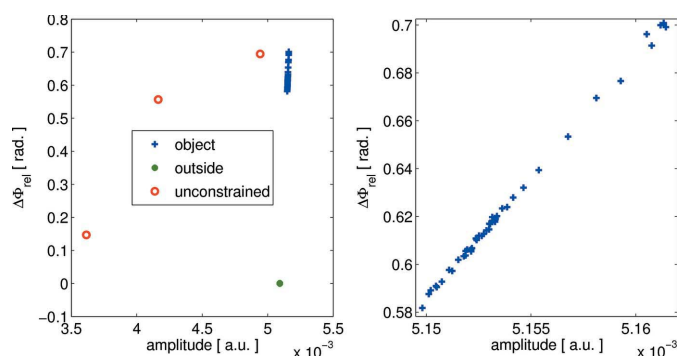 0.8
0.7
0.6
0.5
0.4
0.3
0.2
0.1
0
-0.1
ΔΦrel [ rad. ]
object
outside
unconstrained
3.5
4
4.5
5
5.5
amplitude [ a.u. ]
x 10⁻³
0.7
0.68
0.66
0.64
0.62
0.6
0.58
ΔΦrel [ rad. ]
5.15
5.155
5.16
amplitude [ a.u. ]
x 10⁻³